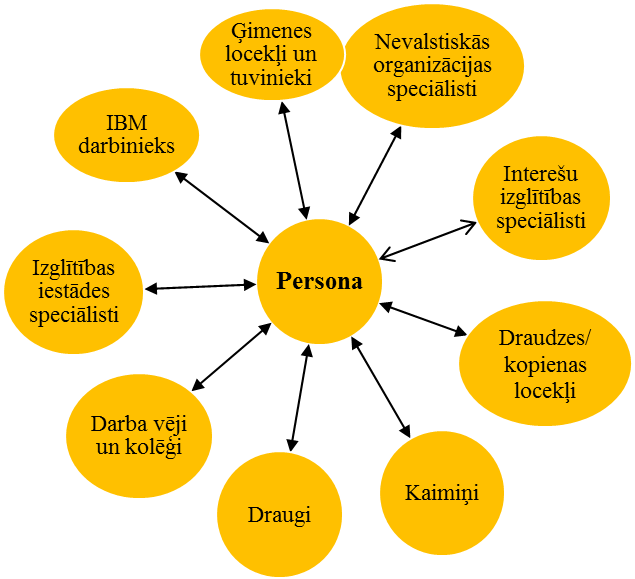 Ģimenes
locekļi un
tuvinieki
Nevalstiskās
organizācijas
speciālisti
IBM
darbinieks
Interešu
izglītības
speciālisti
Izglītības
iestādes
speciālisti
Persona
Draudzes/
kopienas
locekļi
Darba vēji
un kolēģi
Draugi
Kaimiņi